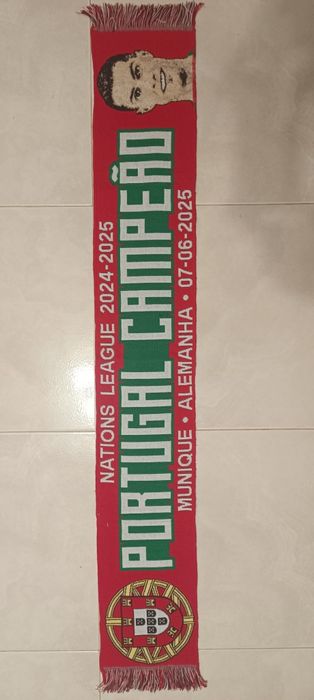 NATIONS LEAGUE 2024-2025
PORTUGAL CAMPEÃO
MUNIQUE • ALEMANHA • 07-06-2025